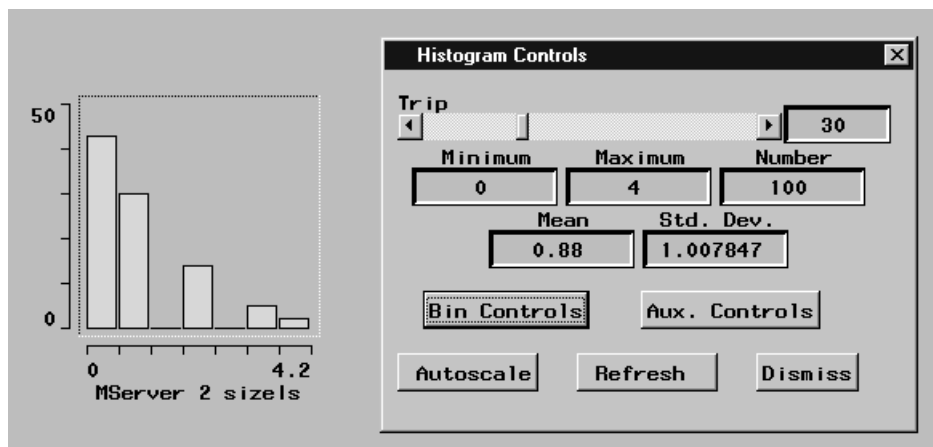 50
0
0 4.2
MServer 2 sizels
Histogram Controls
Trip
30
Minimum Maximum Number
0 4 100
Mean Std. Dev.
0.88 1.007847
Bin Controls Aux. Controls
Autoscale Refresh Dismiss